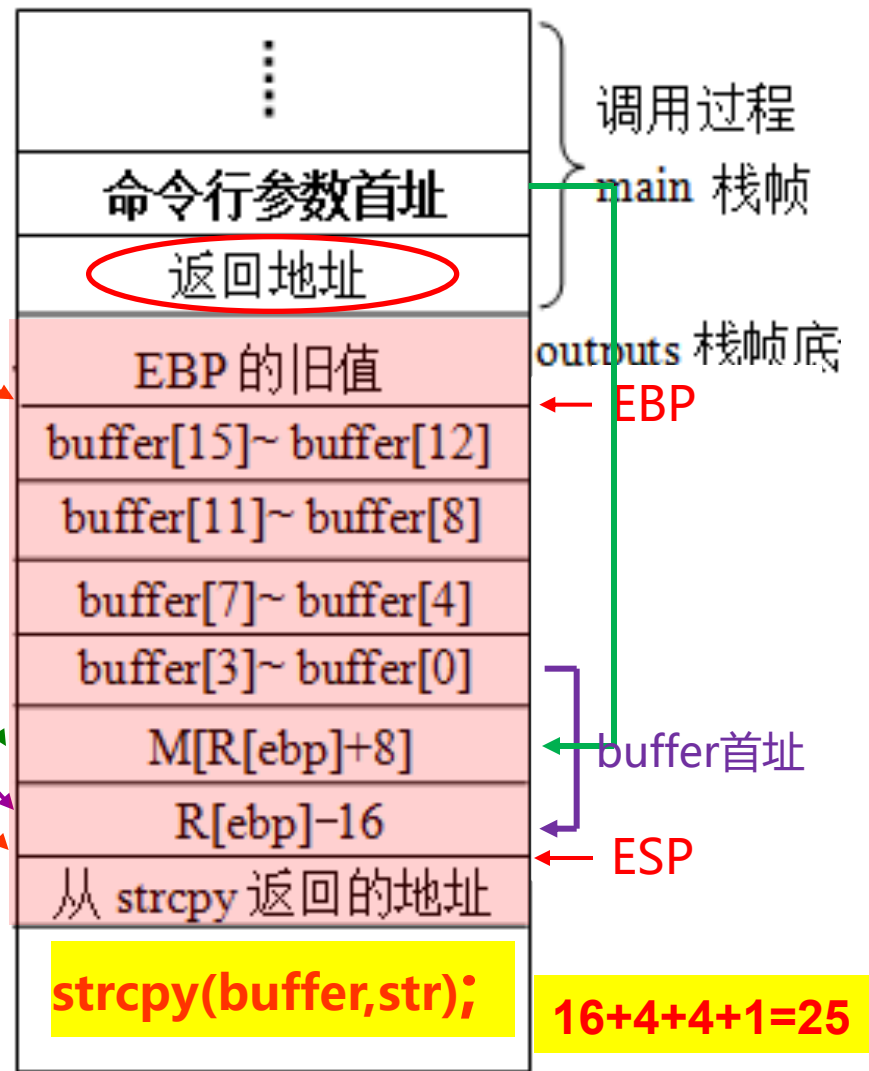 ⋮
调用过程
命令行参数首址
main 栈帧
返回地址
EBP 的旧值
outputs 栈帧底
EBP
buffer[15]~ buffer[12]
buffer[11]~ buffer[8]
buffer[7]~ buffer[4]
buffer[3]~ buffer[0]
M[R[ebp]+8]
buffer首址
R[ebp]−16
ESP
从 strcpy 返回的地址
strcpy(buffer,str);
16+4+4+1=25